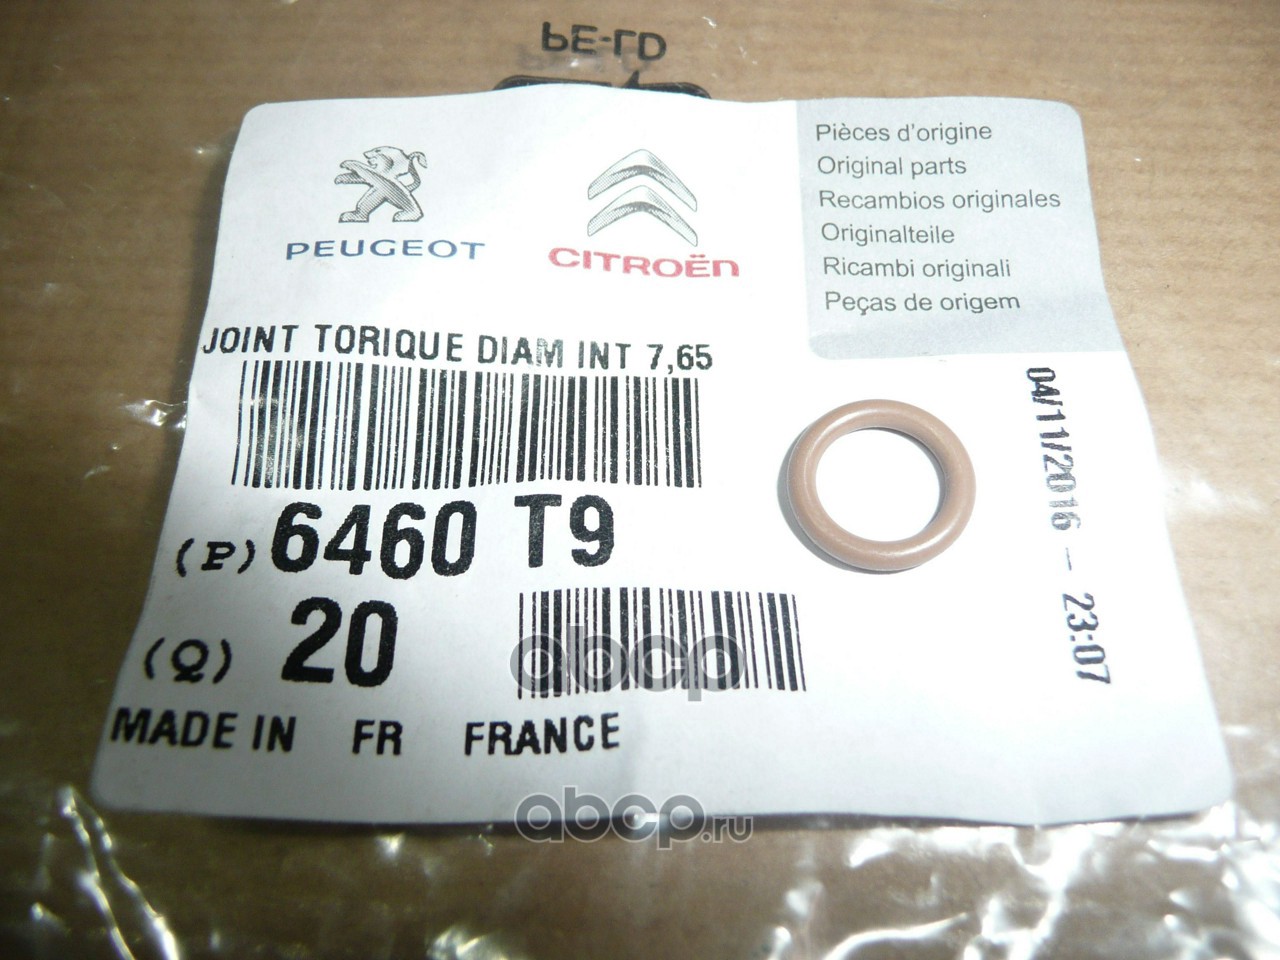 PE-LD
PEUGEOT
CITROËN
Pièces d'origine
Original parts
Recambios originales
Originalteile
Ricambi originali
Peças de origem
JOINT TORIQUE DIAM INT 7,65
(P) 6460 T9
(Q) 20
MADE IN FR FRANCE
04/11/2016 - 23:07
abcp
abcp.ru